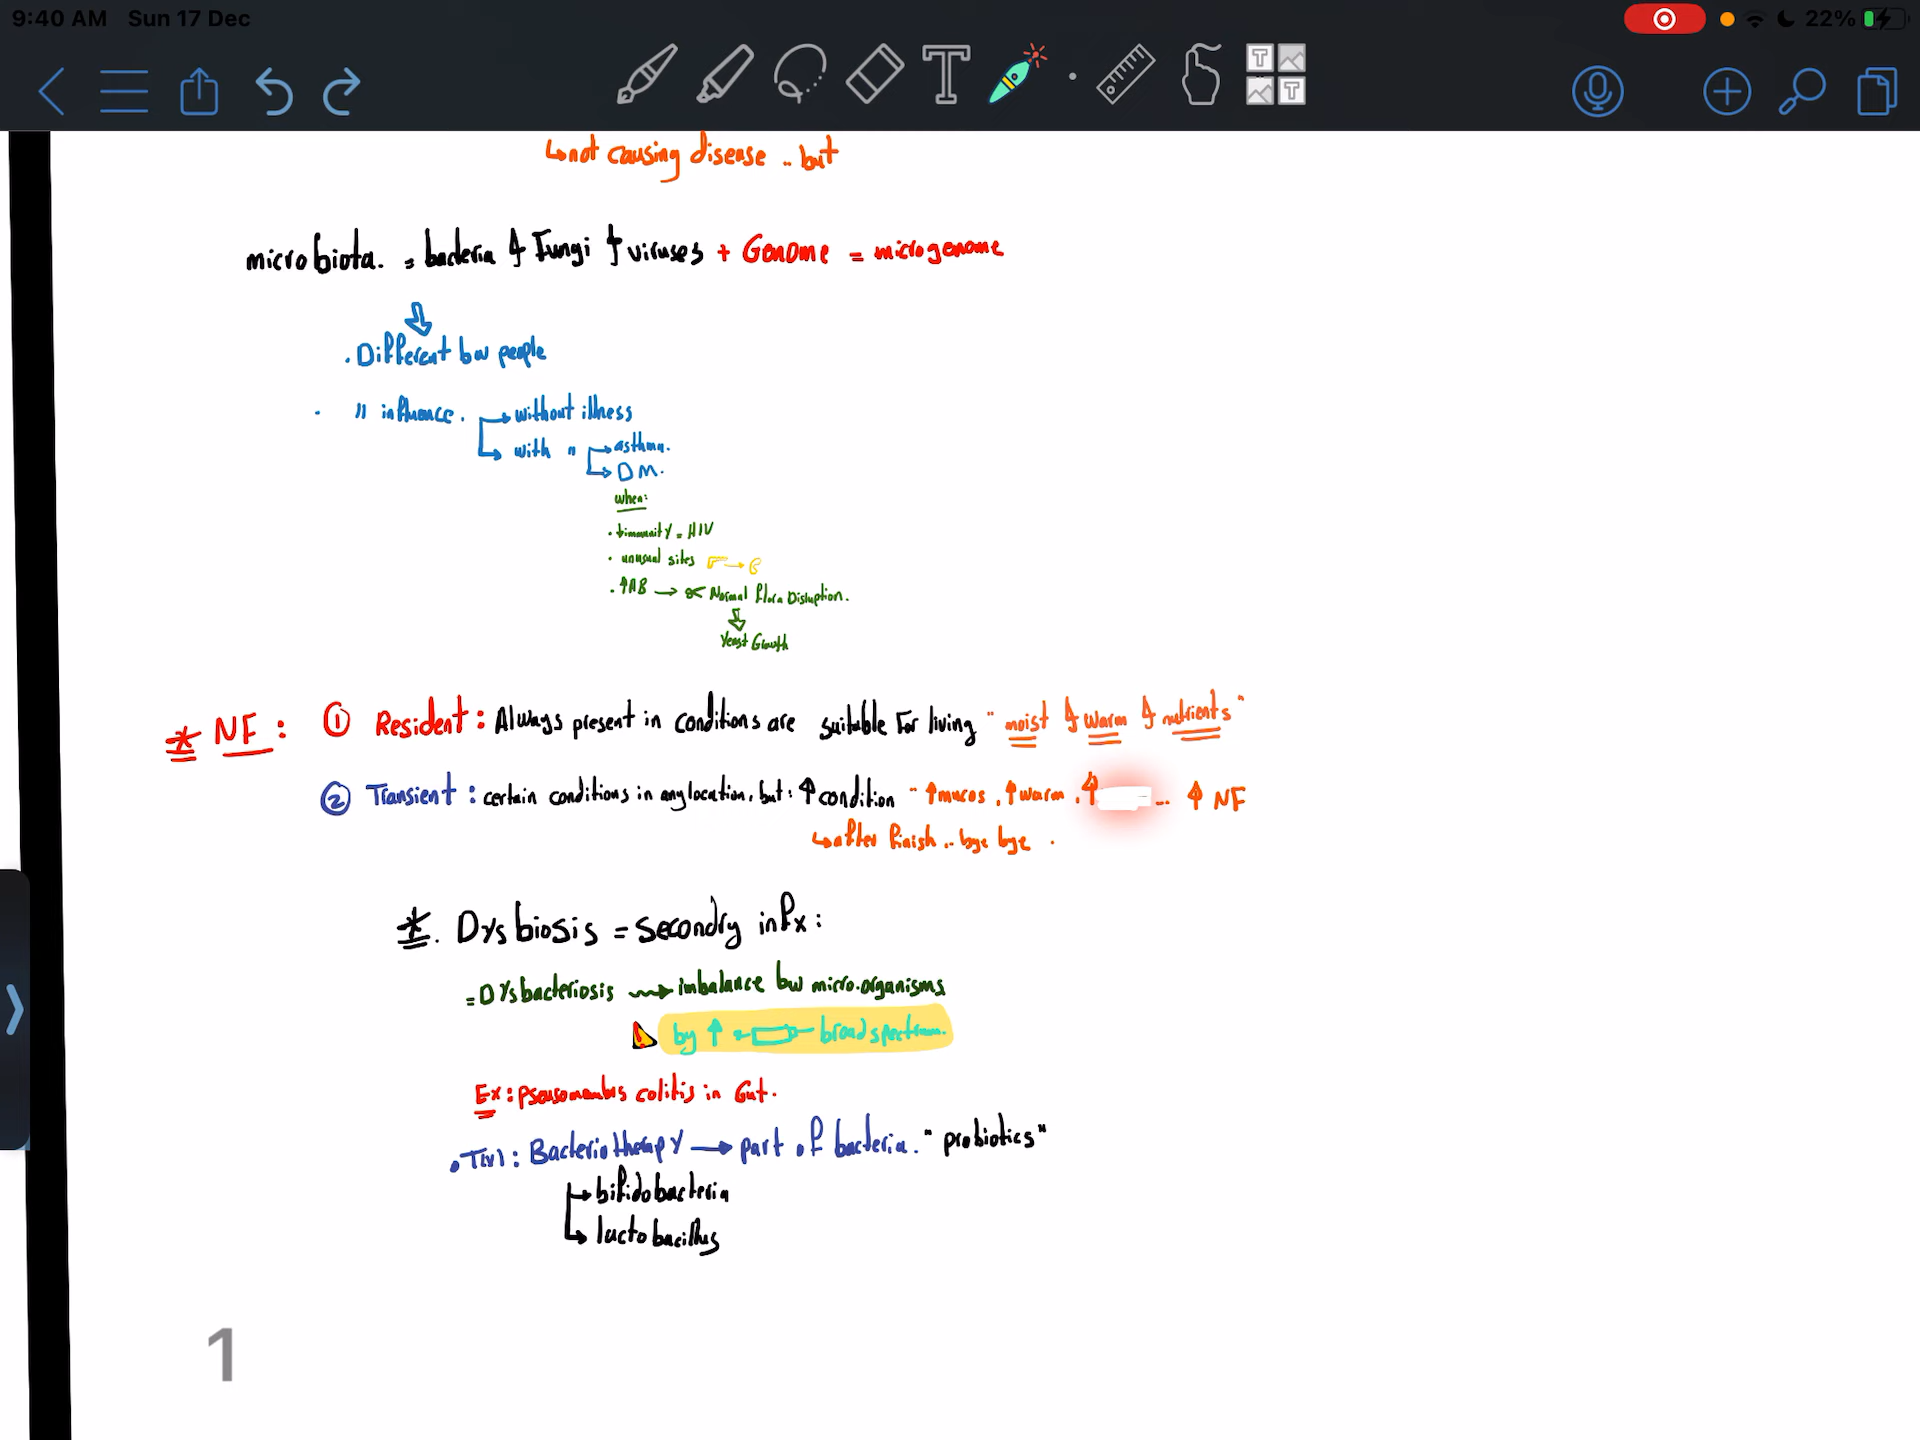 9:40 AM Sun 17 Dec
22%
↳not causing disease .. but
microbiota. = bacteria & Fungi & viruses + Genome = microgenome
. Different bw people
. " influence. → without illness
↳ with " → asthma.
↳ DM.
when:
. ↓immunity = HIV
. unusual sites
. ↑AB → Normal flora Disruption.
Yeast Growth
* NF : ① Resident : Always present in conditions are suitable For living "moist & warm & nutrients"
② Transient : certain conditions in any location, but : ↑ condition "↑mucos , ↑warm , ↑ .. ↑ NF
↳after finish .. bye bye .
* . Dysbiosis = secondry infx :
= Dysbacteriosis → imbalance bw micro.organisms
by ↑ broad spectrum.
Ex : pseusomembs colitis in Gut .
. T(x) : Bacteriotherapy → part of bacteria. "probiotics"
→ bifidobacteria
↳ lactobacillus
1